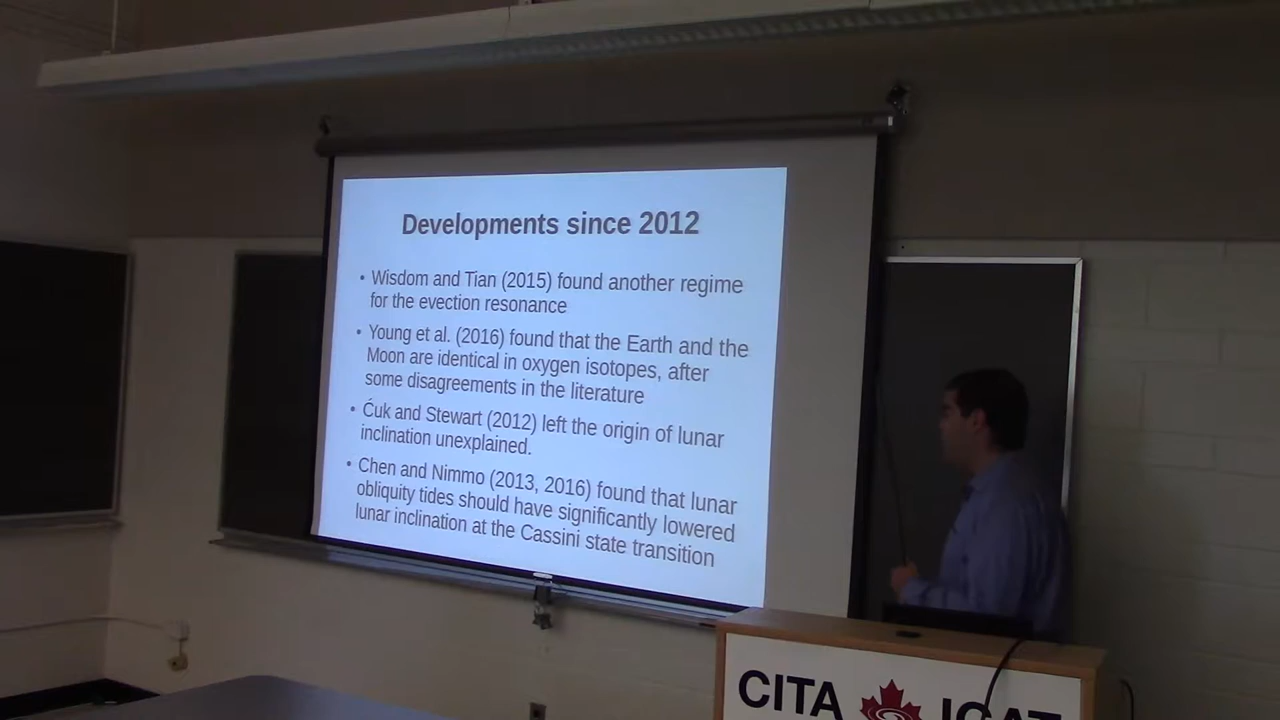 Developments since 2012
• Wisdom and Tian (2015) found another regime
for the evection resonance
• Young et al. (2016) found that the Earth and the
Moon are identical in oxygen isotopes, after
some disagreements in the literature
• Ćuk and Stewart (2012) left the origin of lunar
inclination unexplained.
• Chen and Nimmo (2013, 2016) found that lunar
obliquity tides should have significantly lowered
lunar inclination at the Cassini state transition
CITA ICAT